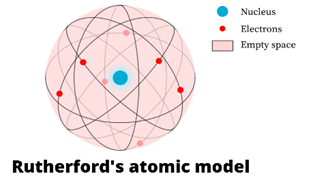 Nucleus
Electrons
Empty space
Rutherford's atomic model